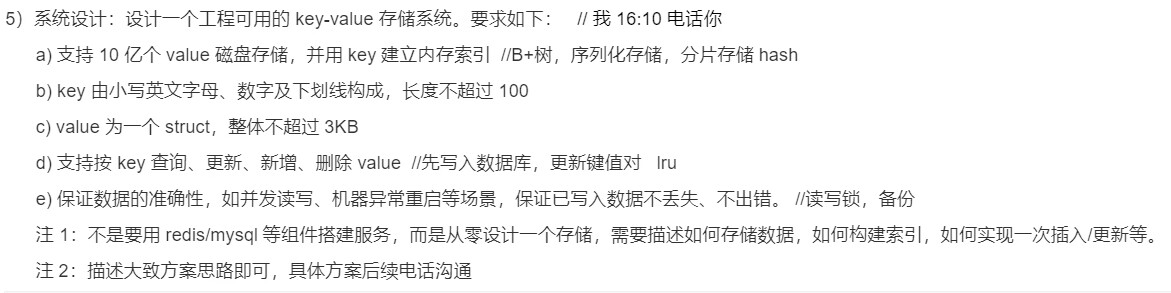 5）系统设计：设计一个工程可用的 key-value 存储系统。要求如下： // 我 16:10 电话你
a) 支持 10 亿个 value 磁盘存储，并用 key 建立内存索引 //B+树，序列化存储，分片存储 hash
b) key 由小写英文字母、数字及下划线构成，长度不超过 100
c) value 为一个 struct，整体不超过 3KB
d) 支持按 key 查询、更新、新增、删除 value //先写入数据库，更新键值对 lru
e) 保证数据的准确性，如并发读写、机器异常重启等场景，保证已写入数据不丢失、不出错。 //读写锁，备份
注 1：不是要用 redis/mysql 等组件搭建服务，而是从零设计一个存储，需要描述如何存储数据，如何构建索引，如何实现一次插入/更新等。
注 2：描述大致方案思路即可，具体方案后续电话沟通